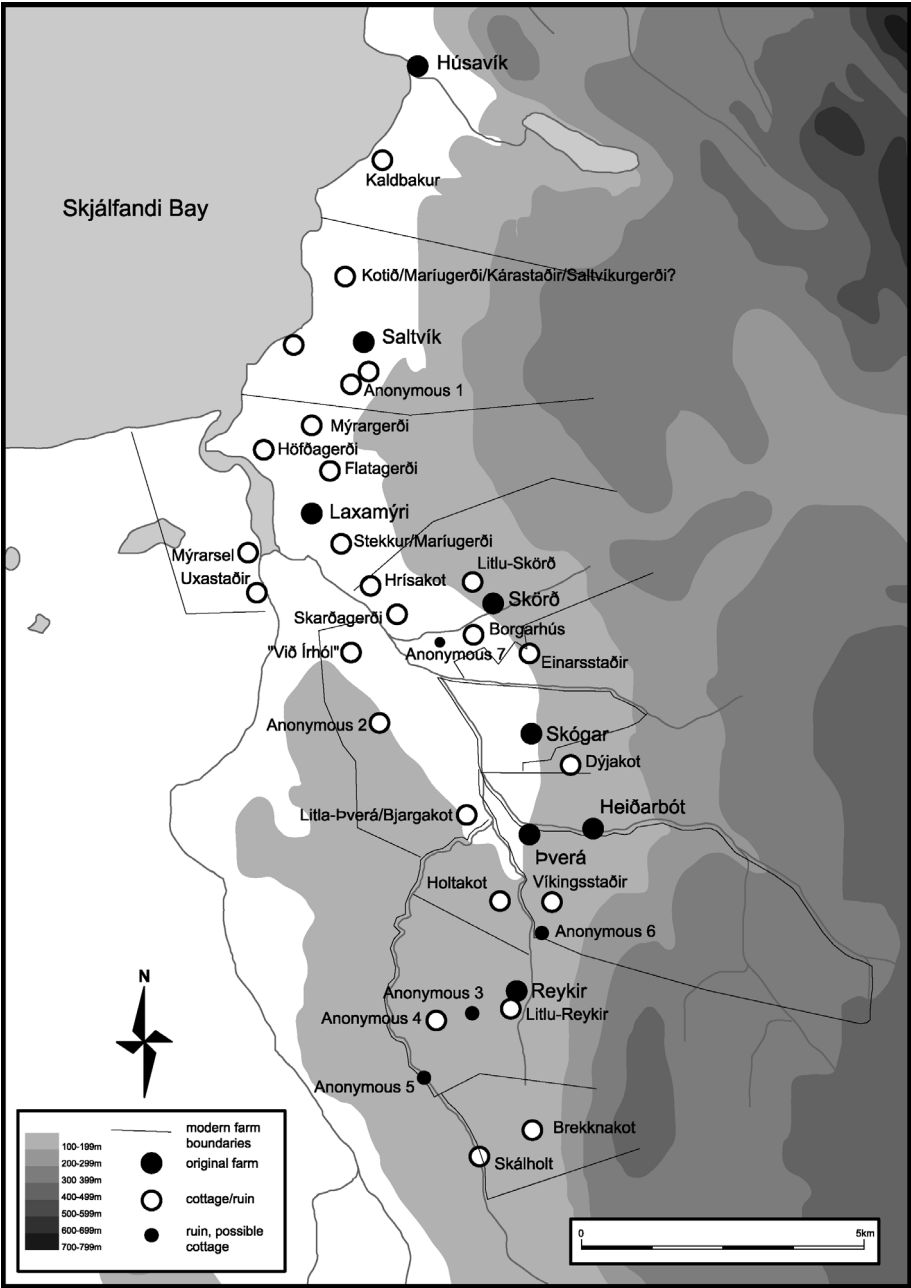 Húsavík
Kaldbakur
Skjálfandi Bay
Kotið/Maríugerði/Kárastaðir/Saltvíkurgerði?
Saltvík
Anonymous 1
Mýrargerði
Höfðagerði
Flatagerði
Laxamýri
Stekkur/Maríugerði
Mýrarsel
Litlu-Skörð
Uxastaðir
Hrísakot
Skörð
Skarðagerði
Borgarhús
"Við Írhól"
Anonymous 7
Einarsstaðir
Anonymous 2
Skógar
Dýjakot
Heiðarbót
Litla-Þverá/Bjargakot
Þverá
Holtakot
Víkingsstaðir
Anonymous 6
N
Anonymous 3
Reykir
Anonymous 4
Litlu-Reykir
Anonymous 5
Brekknakot
Skálholt
modern farm
boundaries
100-199m
200-299m
300 399m
400-499m
500-599m
600-699m
700-799m
original farm
cottage/ruin
ruin, possible
cottage
0
5km